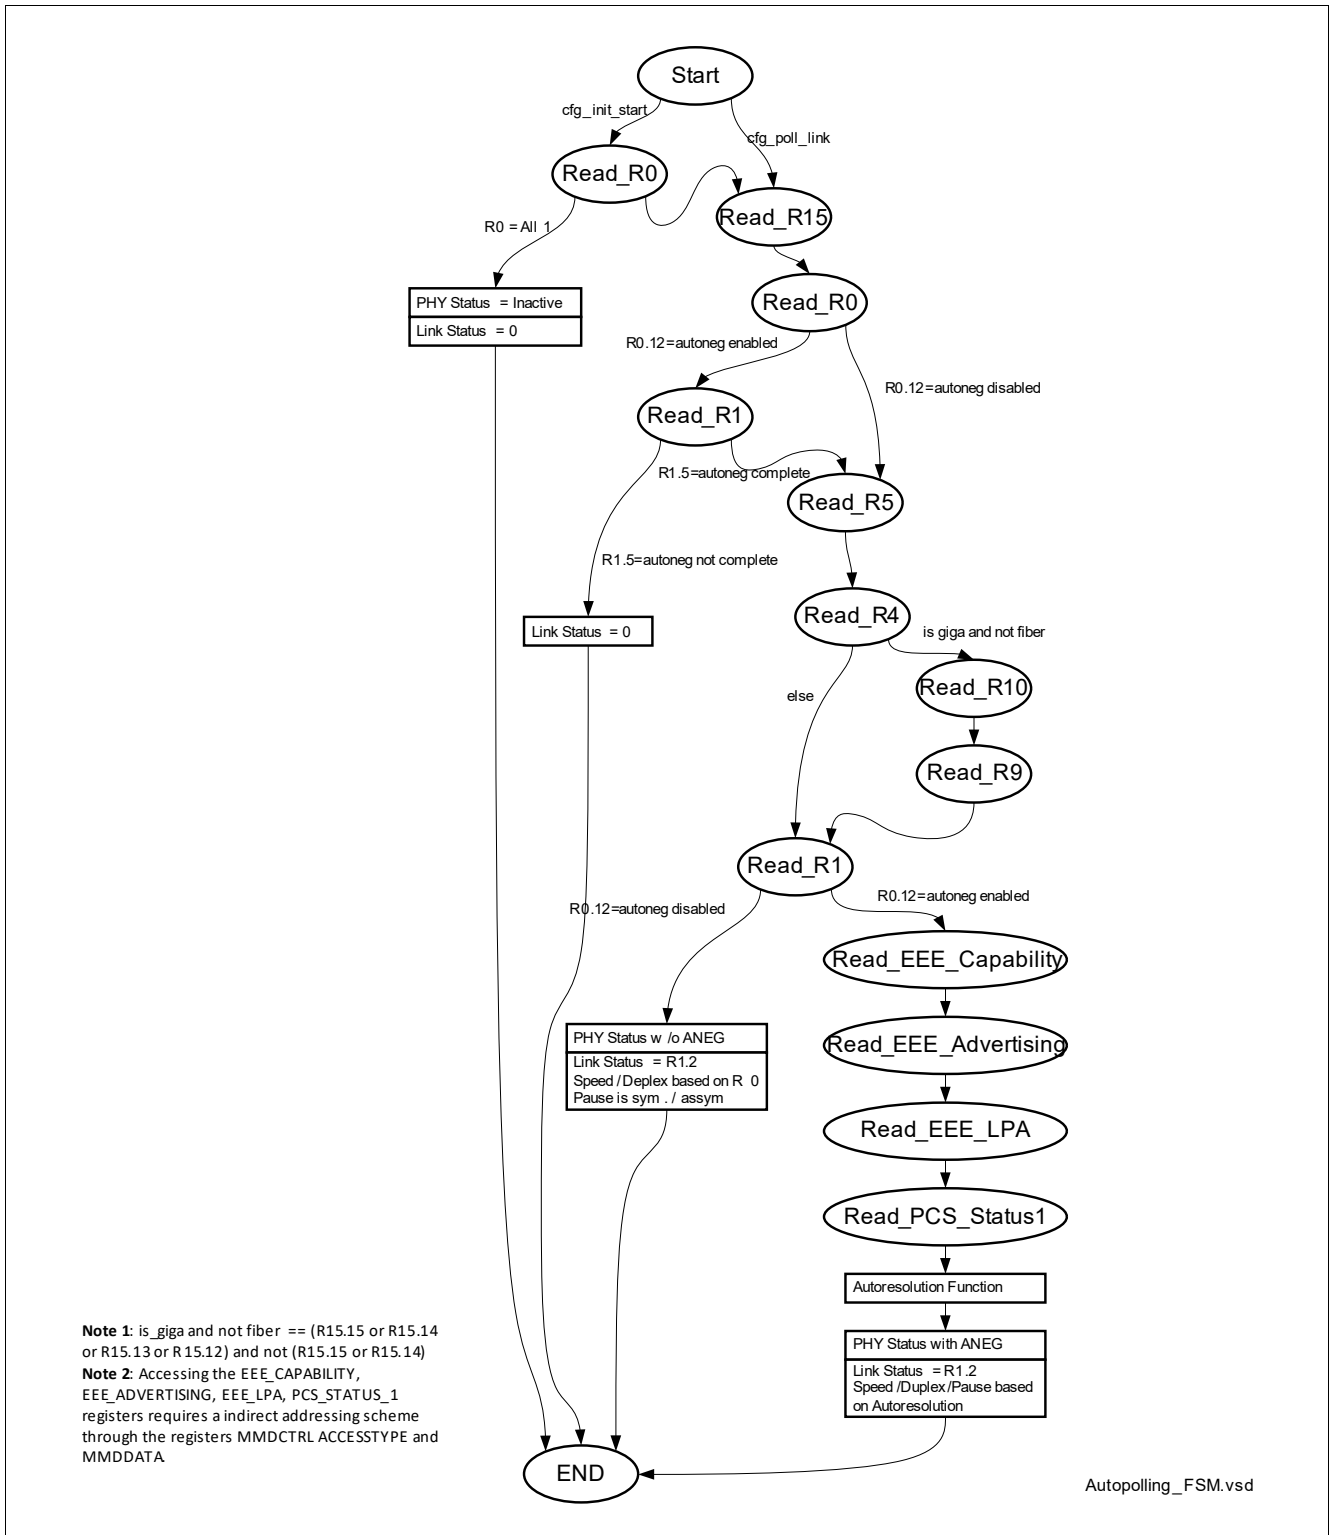 Start
cfg_init_start
cfg_poll_link
Read_R0
Read_R15
R0 = All 1
PHY Status = Inactive
Link Status = 0
Read_R0
R0.12=autoneg enabled
R0.12=autoneg disabled
Read_R1
R1.5=autoneg complete
Read_R5
R1.5=autoneg not complete
Link Status = 0
Read_R4
is giga and not fiber
Read_R10
else
Read_R9
Read_R1
R0.12=autoneg disabled
R0.12=autoneg enabled
Read_EEE_Capability
PHY Status w /o ANEG
Link Status = R1.2
Speed /Deplex based on R 0
Pause is sym . / assym
Read_EEE_Advertising
Read_EEE_LPA
Read_PCS_Status1
Autoresolution Function
PHY Status with ANEG
Link Status = R1.2
Speed /Duplex /Pause based
on Autoresolution
Note 1: is_giga and not fiber == (R15.15 or R15.14
or R15.13 or R15.12) and not (R15.15 or R15.14)
Note 2: Accessing the EEE_CAPABILITY,
EEE_ADVERTISING, EEE_LPA, PCS_STATUS_1
registers requires a indirect addressing scheme
through the registers MMDCTRL ACCESSTYPE and
MMDDATA.
END
Autopolling_FSM.vsd